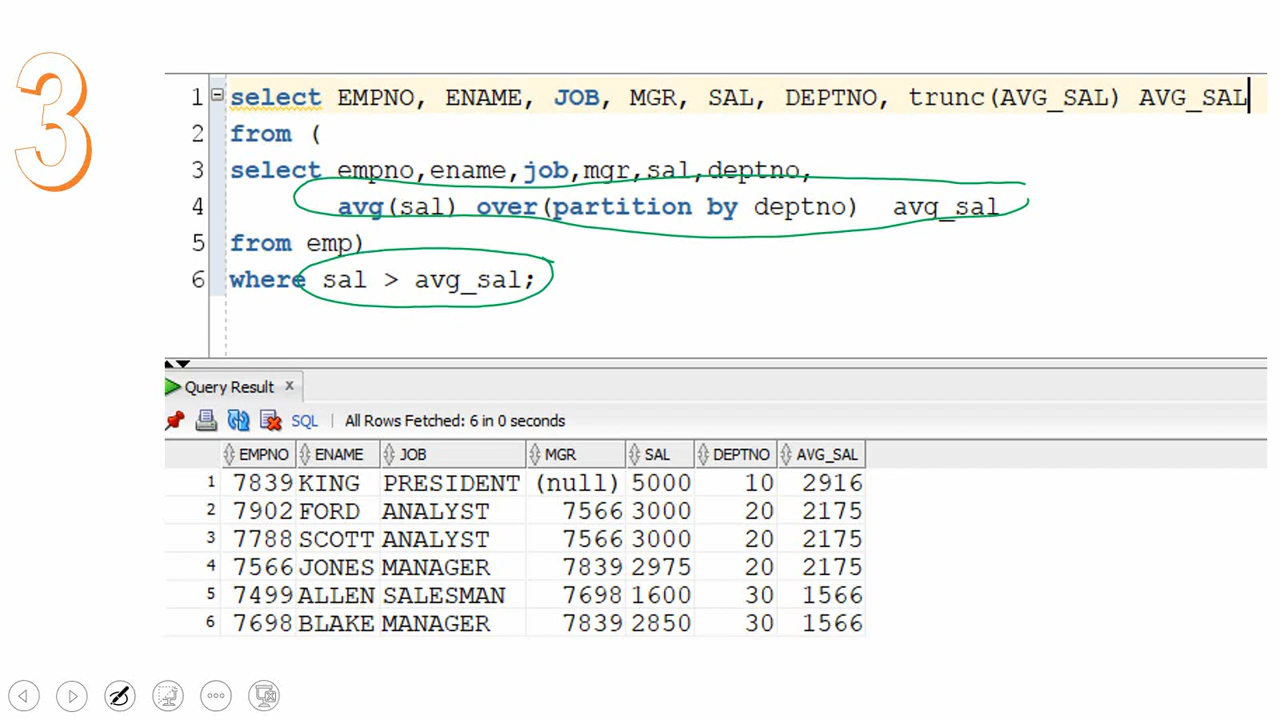 3
1 select EMPNO, ENAME, JOB, MGR, SAL, DEPTNO, trunc(AVG_SAL) AVG_SAL
2 from (
3 select empno,ename,job,mgr,sal,deptno,
4 avg(sal) over(partition by deptno) avg_sal
5 from emp)
6 where sal > avg_sal;
Query Result x
SQL | All Rows Fetched: 6 in 0 seconds
EMPNO ENAME JOB MGR SAL DEPTNO AVG_SAL
1 7839 KING PRESIDENT (null) 5000 10 2916
2 7902 FORD ANALYST 7566 3000 20 2175
3 7788 SCOTT ANALYST 7566 3000 20 2175
4 7566 JONES MANAGER 7839 2975 20 2175
5 7499 ALLEN SALESMAN 7698 1600 30 1566
6 7698 BLAKE MANAGER 7839 2850 30 1566